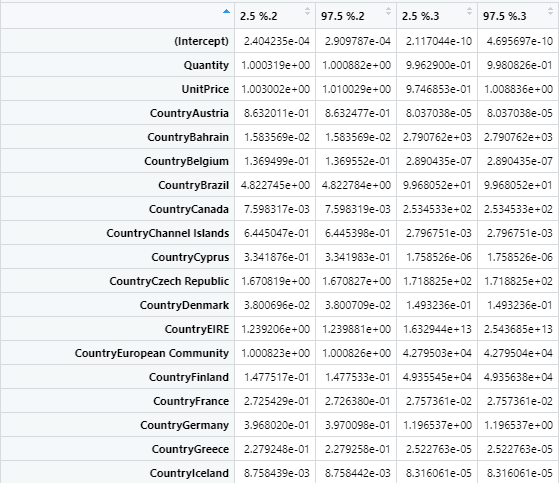 2.5 %.2 97.5 %.2 2.5 %.3 97.5 %.3
(Intercept) 2.404235e-04 2.909787e-04 2.117044e-10 4.695697e-10
Quantity 1.000319e+00 1.000882e+00 9.962900e-01 9.980826e-01
UnitPrice 1.003002e+00 1.010029e+00 9.746853e-01 1.008836e+00
CountryAustria 8.632011e-01 8.632477e-01 8.037038e-05 8.037038e-05
CountryBahrain 1.583569e-02 1.583569e-02 2.790762e+03 2.790762e+03
CountryBelgium 1.369499e-01 1.369552e-01 2.890435e-07 2.890435e-07
CountryBrazil 4.822745e+00 4.822784e+00 9.968052e+01 9.968052e+01
CountryCanada 7.598317e-03 7.598319e-03 2.534533e+02 2.534533e+02
CountryChannel Islands 6.445047e-01 6.445398e-01 2.796751e-03 2.796751e-03
CountryCyprus 3.341876e-01 3.341983e-01 1.758526e-06 1.758526e-06
CountryCzech Republic 1.670819e+00 1.670827e+00 1.718825e+02 1.718825e+02
CountryDenmark 3.800696e-02 3.800709e-02 1.493236e-01 1.493236e-01
CountryEIRE 1.239206e+00 1.239881e+00 1.632944e+13 2.543685e+13
CountryEuropean Community 1.000823e+00 1.000826e+00 4.279503e+04 4.279504e+04
CountryFinland 1.477517e-01 1.477533e-01 4.935545e+04 4.935638e+04
CountryFrance 2.725429e-01 2.726380e-01 2.757361e-02 2.757361e-02
CountryGermany 3.968020e-01 3.970098e-01 1.196537e+00 1.196537e+00
CountryGreece 2.279248e-01 2.279258e-01 2.522763e-05 2.522763e-05
CountryIceland 8.758439e-03 8.758442e-03 8.316061e-05 8.316061e-05